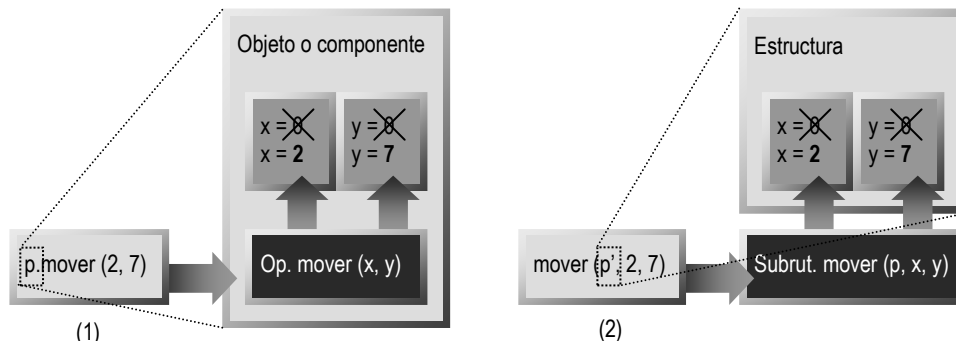 Objeto o componente
x = 0
x = 2
y = 0
y = 7
p.mover (2, 7)
Op. mover (x, y)
(1)
Estructura
x = 0
x = 2
y = 0
y = 7
mover (p’, 2, 7)
Subrut. mover (p, x, y)
(2)